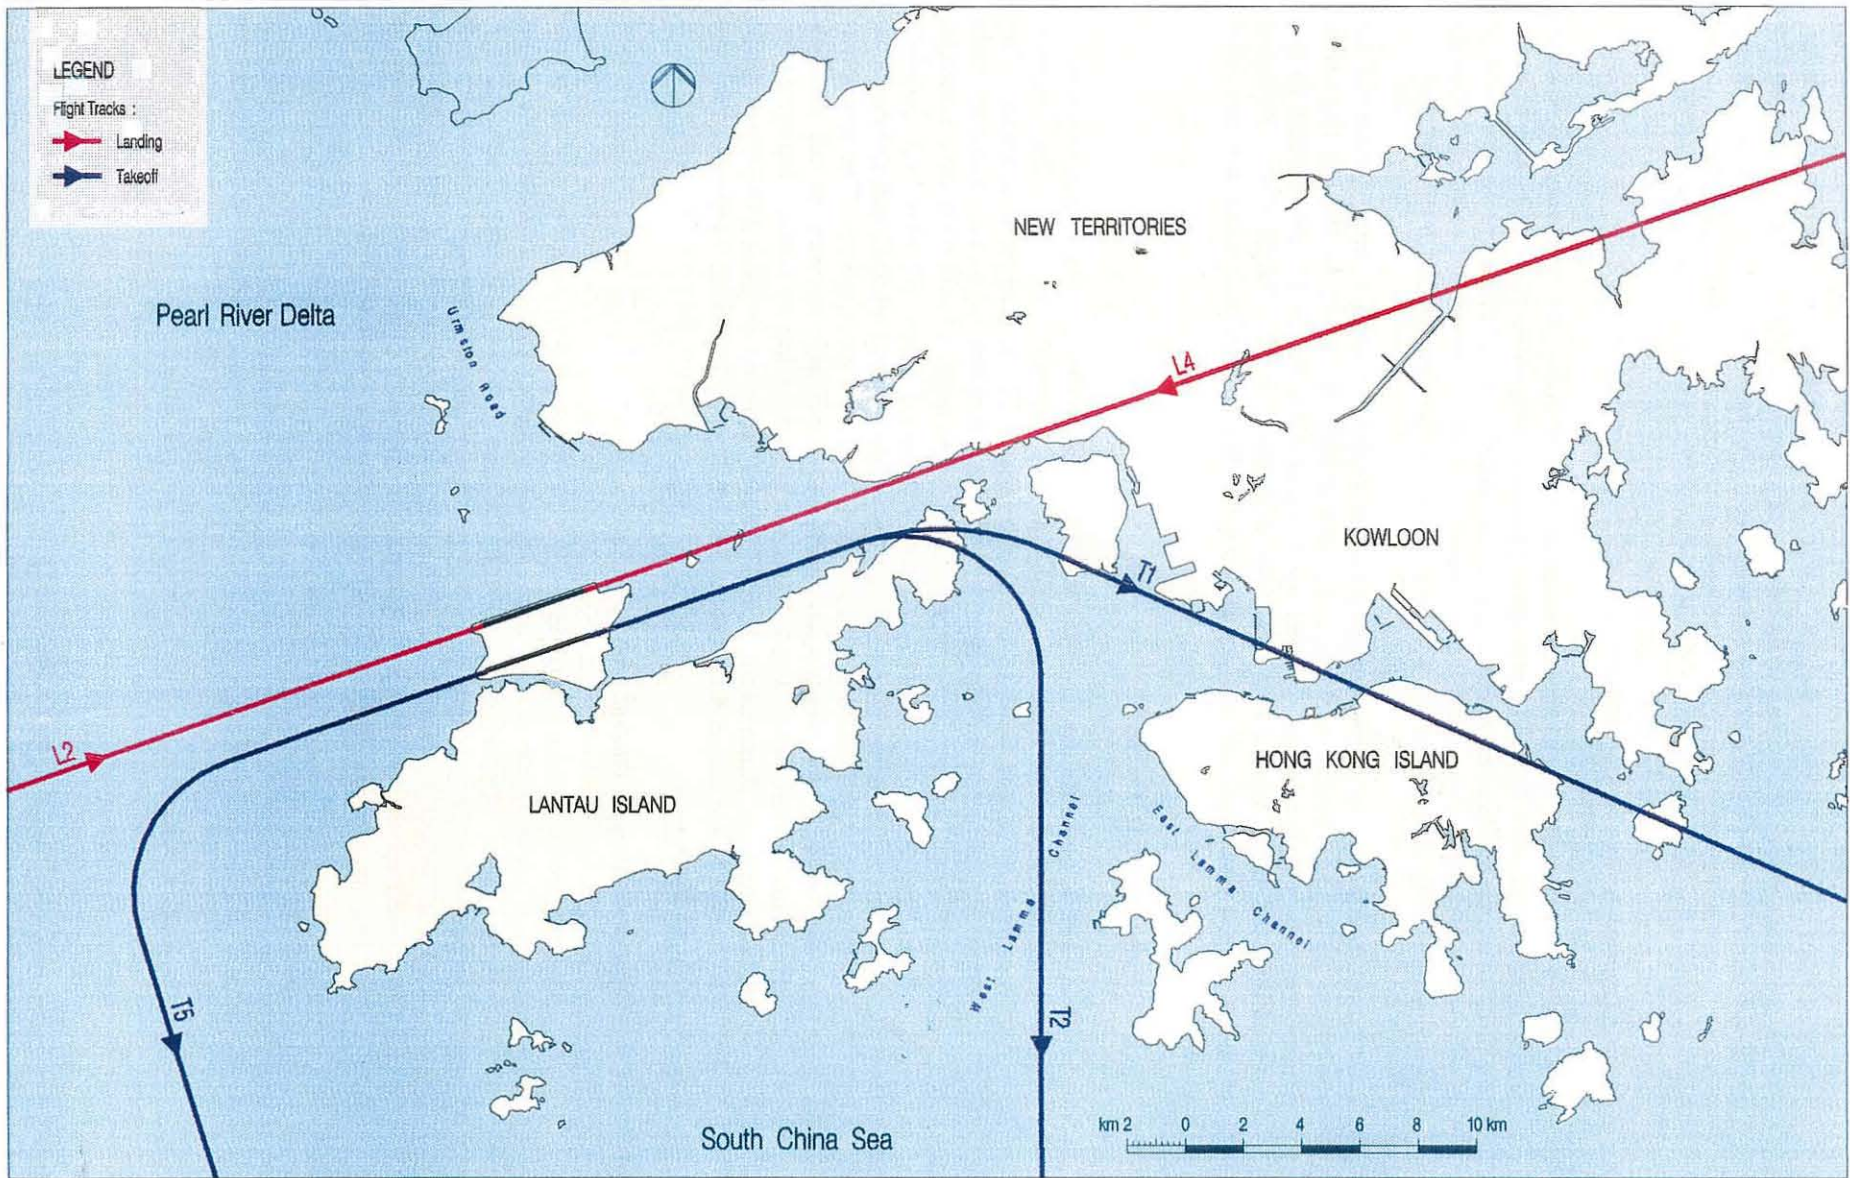 LEGEND
Flight Tracks :
Landing
Takeoff
NEW TERRITORIES
Pearl River Delta
Urmston Road
L4
KOWLOON
T1
L2
HONG KONG ISLAND
LANTAU ISLAND
West Lamma Channel
East Lamma Channel
T5
T2
South China Sea
km 2 0 2 4 6 8 10 km